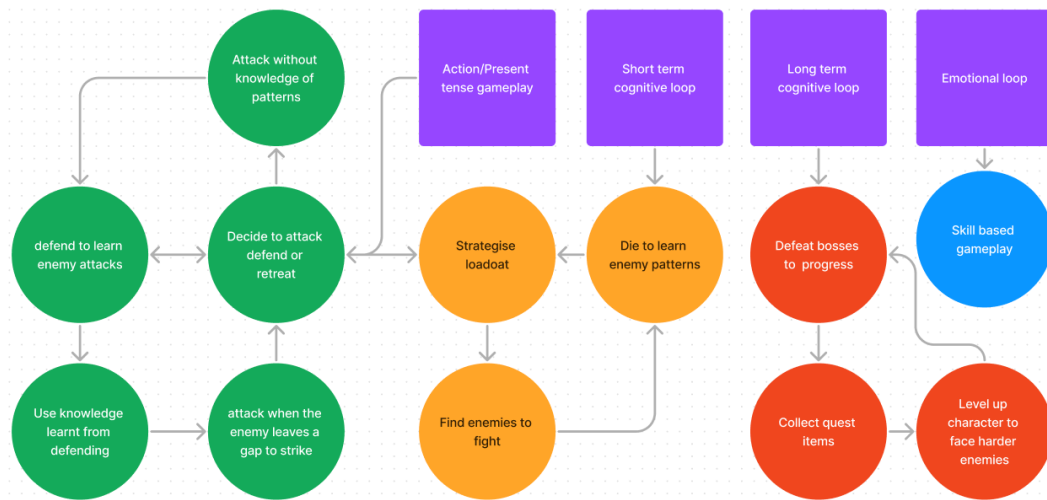 Attack without
knowledge of
patterns
Action/Present
tense gameplay
Short term
cognitive loop
Long term
cognitive loop
Emotional loop
defend to learn
enemy attacks
Decide to attack
defend or
retreat
Strategise
loadoat
Die to learn
enemy patterns
Defeat bosses
to progress
Skill based
gameplay
Use knowledge
learnt from
defending
attack when the
enemy leaves a
gap to strike
Find enemies to
fight
Collect quest
items
Level up
character to
face harder
enemies